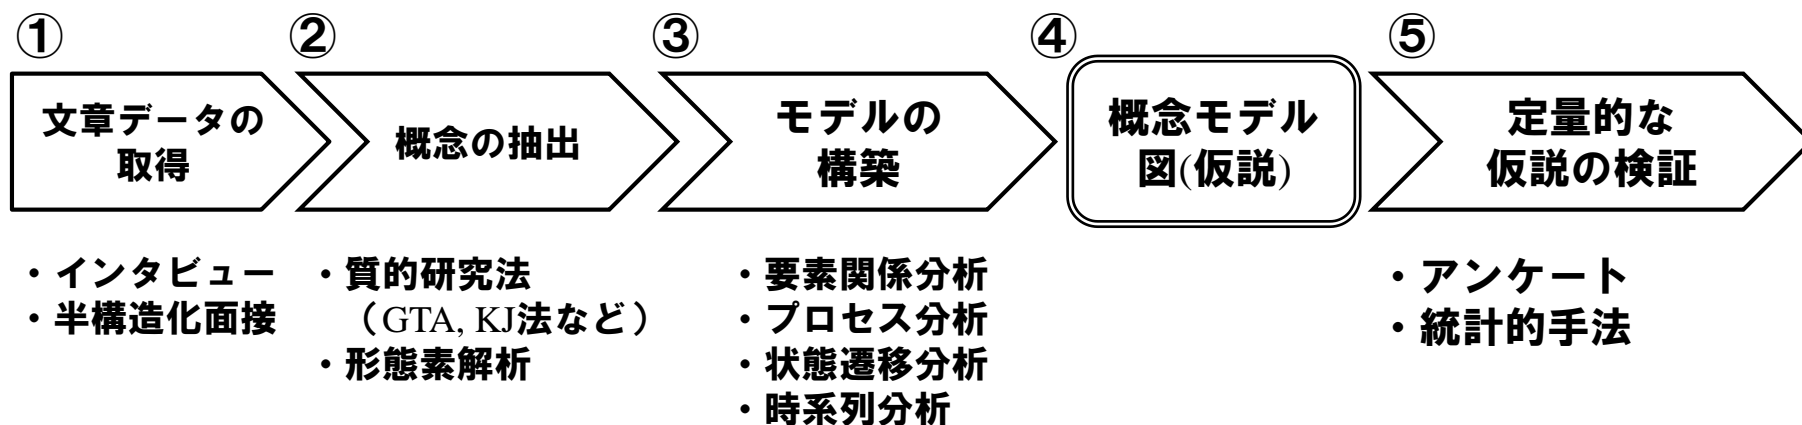 ①
文章データの
取得
・インタビュー
・半構造化面接
②
概念の抽出
・質的研究法
（GTA, KJ法など）
・形態素解析
③
モデルの
構築
・要素関係分析
・プロセス分析
・状態遷移分析
・時系列分析
④
概念モデル
図(仮説)
⑤
定量的な
仮説の検証
・アンケート
・統計的手法